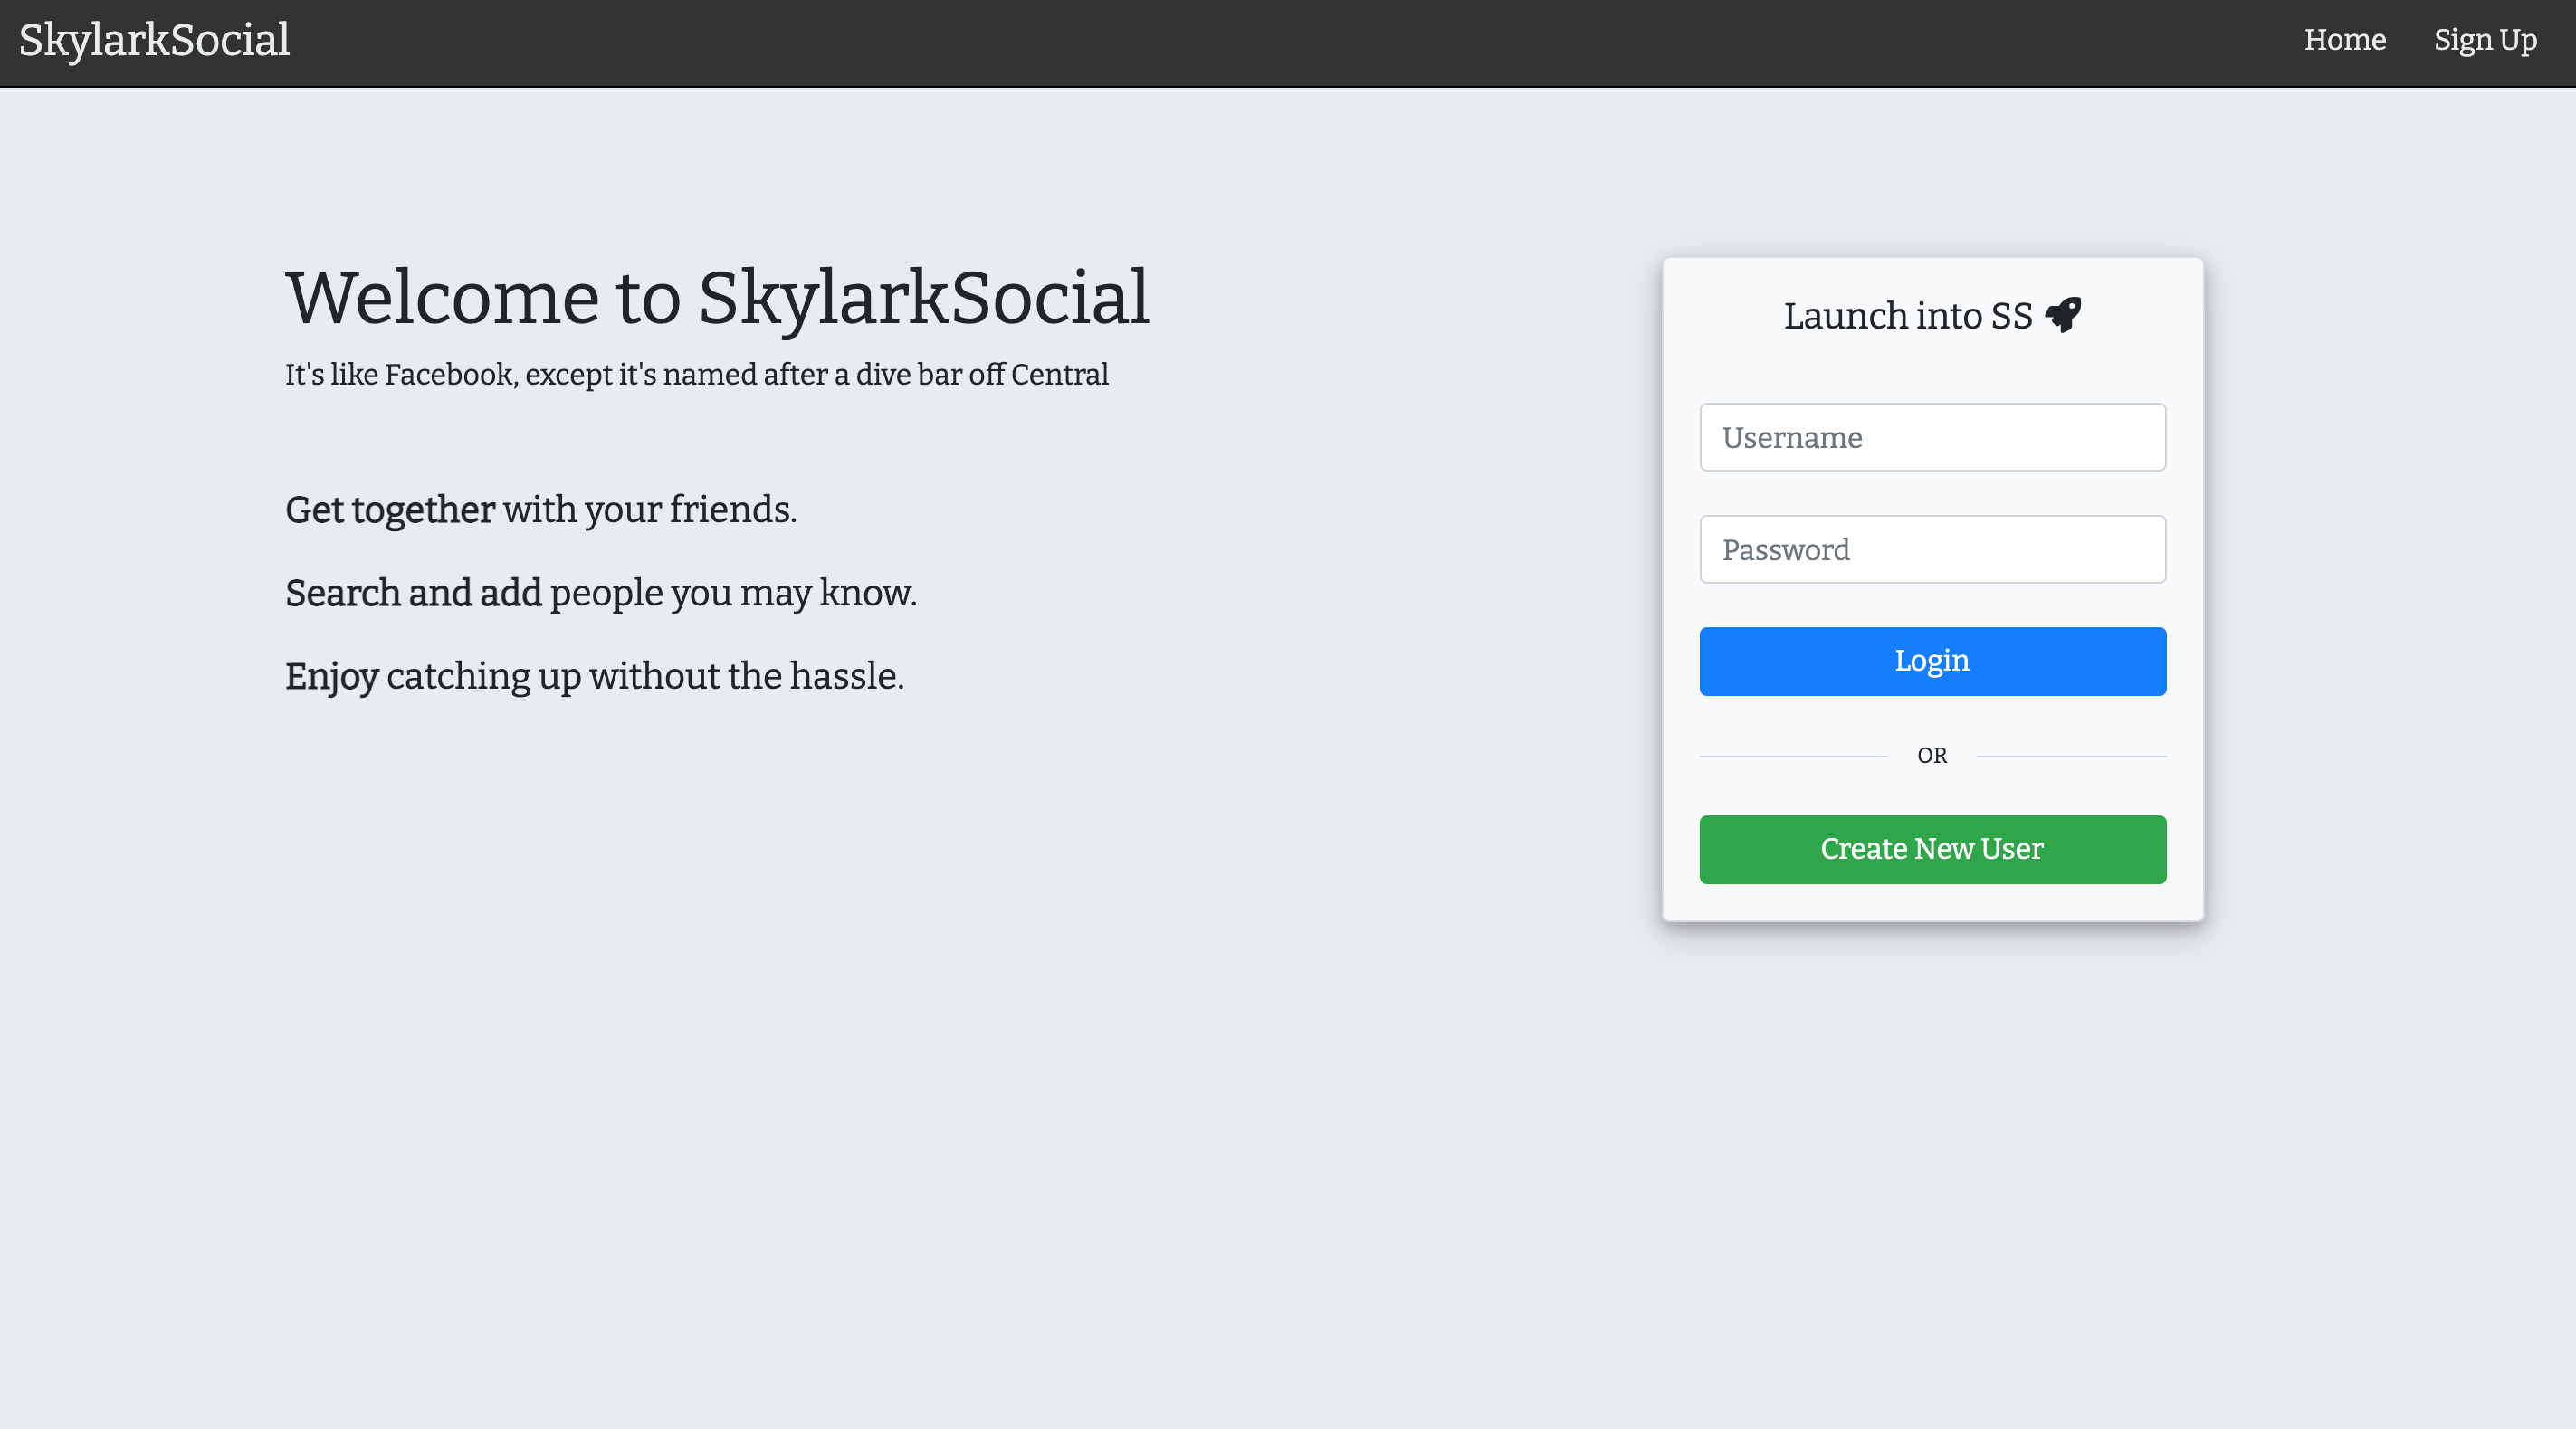 SkylarkSocial
Home
Sign Up
Welcome to SkylarkSocial
It's like Facebook, except it's named after a dive bar off Central
Get together with your friends.
Search and add people you may know.
Enjoy catching up without the hassle.
Launch into SS
Username
Password
Login
OR
Create New User